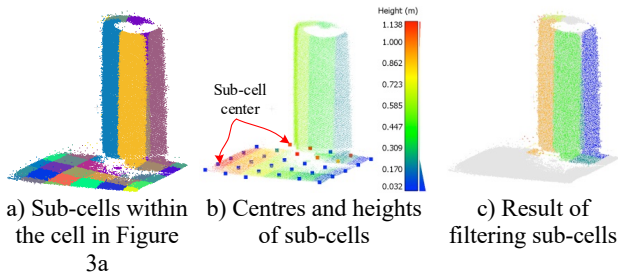 Height (m)
1.138
1.000
0.862
0.723
0.585
0.447
0.309
0.170
0.032
Sub-cell
center
a) Sub-cells within
the cell in Figure
3a
b) Centres and heights
of sub-cells
c) Result of
filtering sub-cells